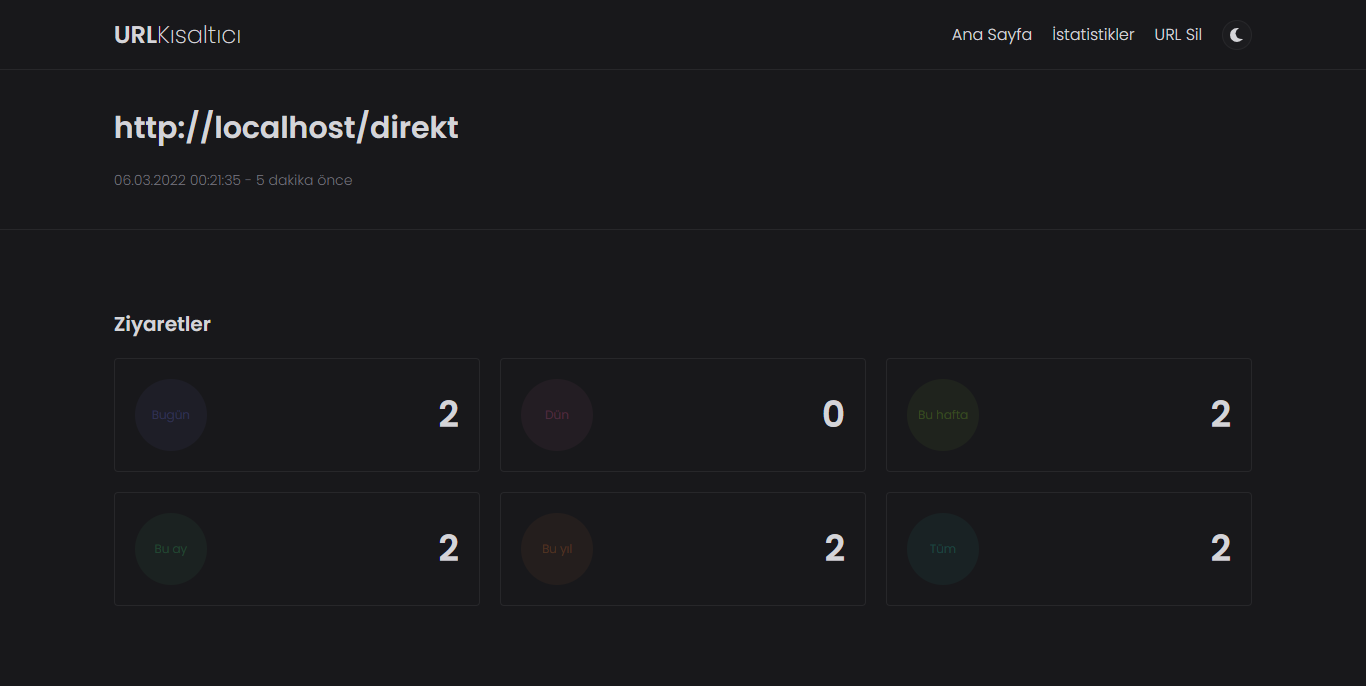 URLKısaltıcı
Ana Sayfa İstatistikler URL Sil
http://localhost/direkt
06.03.2022 00:21:35 - 5 dakika önce
Ziyaretler
Bugün 2
Dün 0
Bu hafta 2
Bu ay 2
Bu yıl 2
Tüm 2